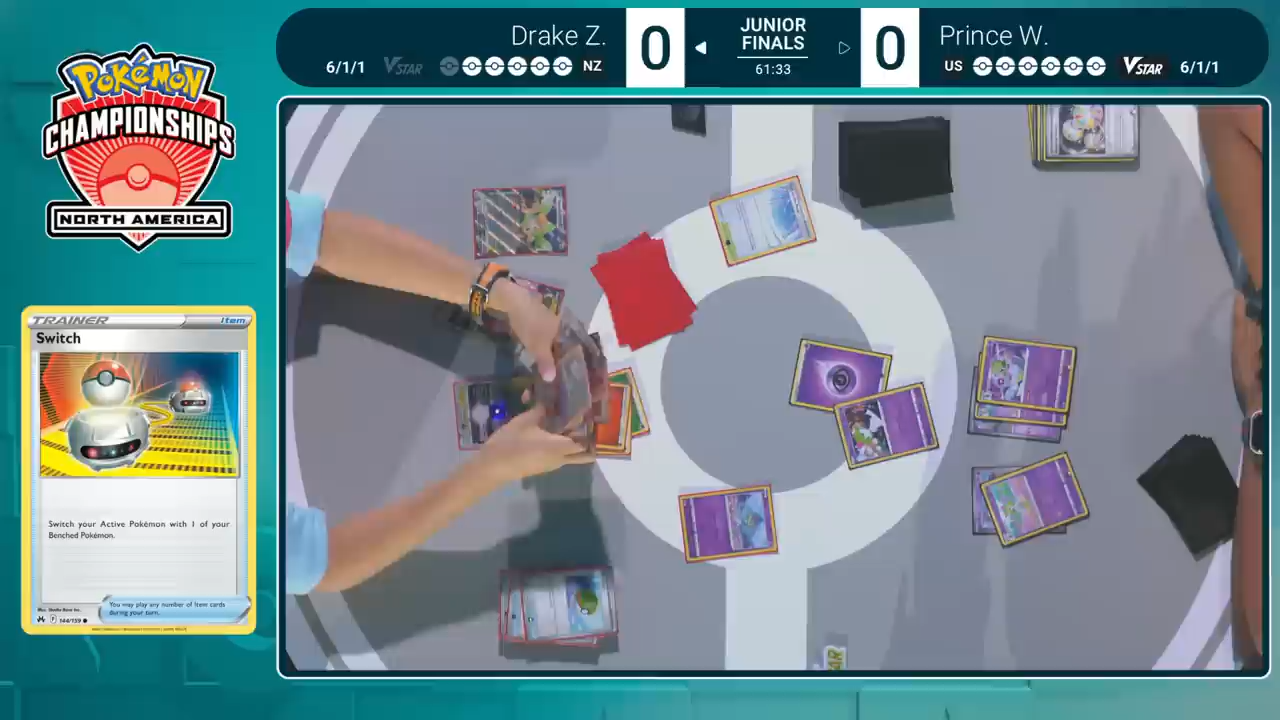 Drake Z.
0
JUNIOR
FINALS
61:33
0
Prince W.
6/1/1
VSTAR
NZ
US
VSTAR
6/1/1
Pokémon
CHAMPIONSHIPS
NORTH AMERICA
TRAINER
Item
Switch
Switch your Active Pokémon with 1 of your
Benched Pokémon.
You may play any number of Item cards
during your turn.
144/159